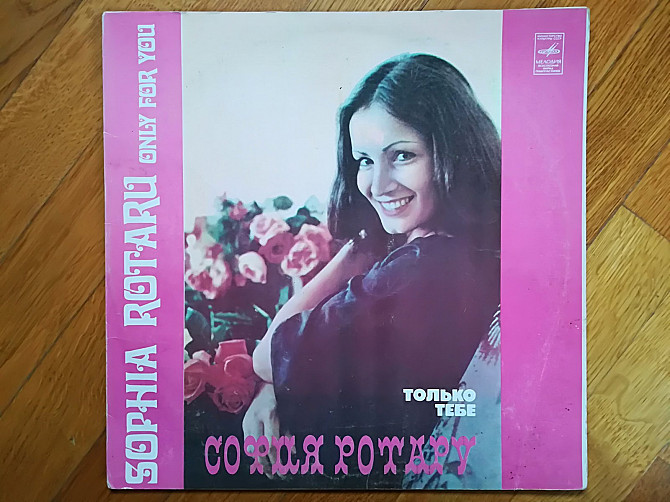 SOPHIA ROTARU ONLY FOR YOU
МЕЛОДИЯ
ТОЛЬКО
ТЕБЕ
СОФИЯ РОТАРУ